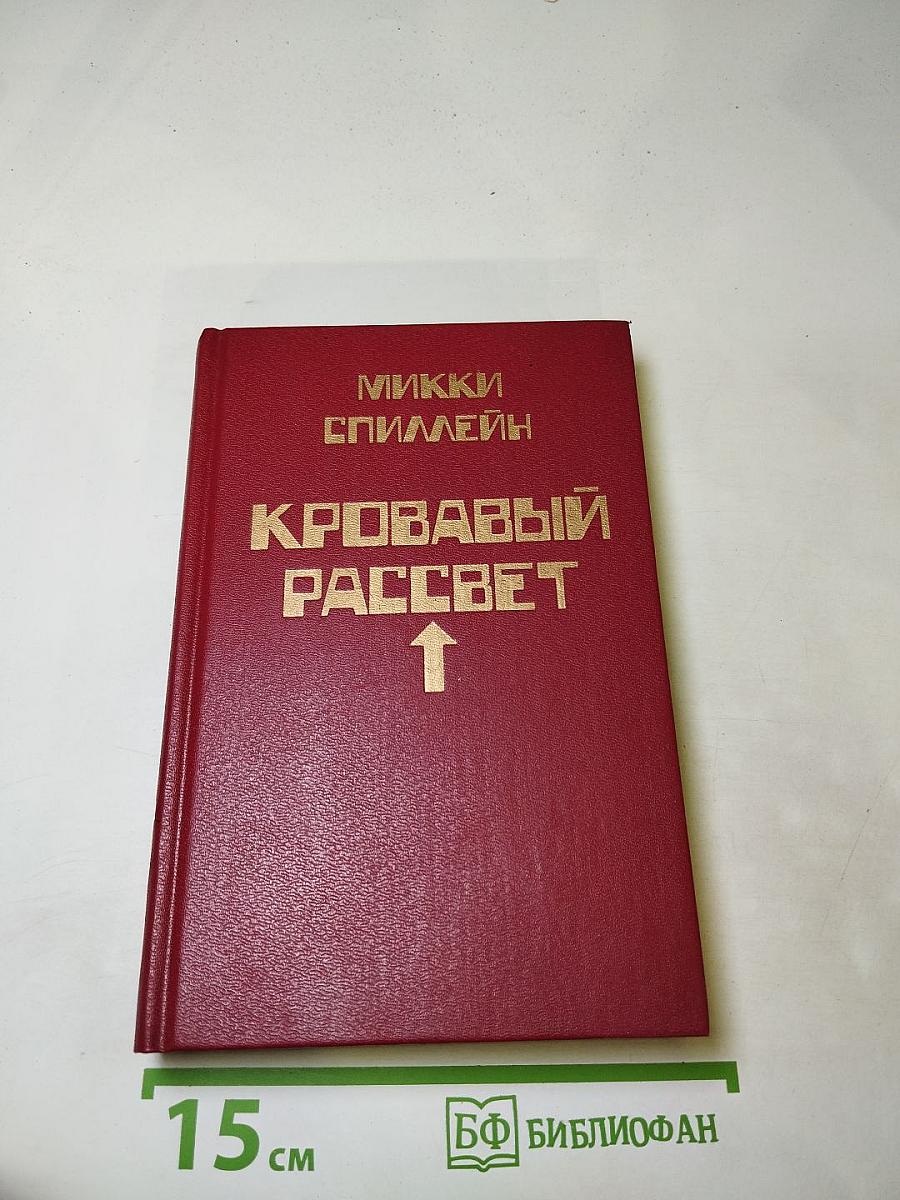 МИККИ
СПИЛЛЕЙН
КРОВАВЫЙ
РАССВЕТ
15 см
БФ БИБЛИОФАН